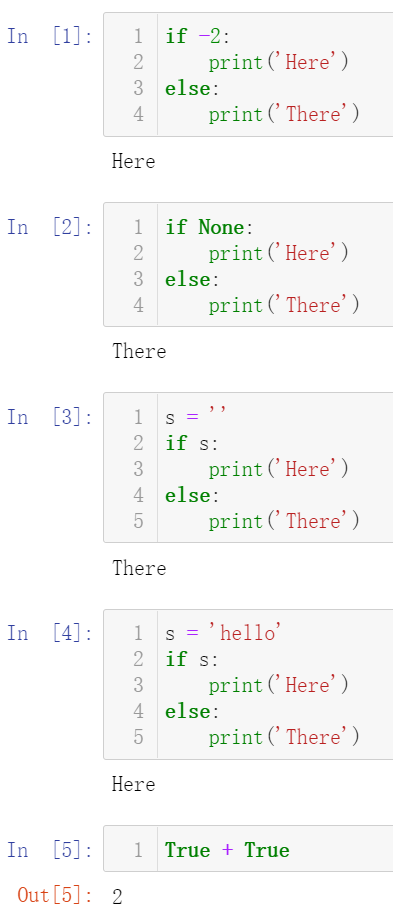 In [1]: 1 if -2:
2     print('Here')
3 else:
4     print('There')
Here
In [2]: 1 if None:
2     print('Here')
3 else:
4     print('There')
There
In [3]: 1 s = ''
2 if s:
3     print('Here')
4 else:
5     print('There')
There
In [4]: 1 s = 'hello'
2 if s:
3     print('Here')
4 else:
5     print('There')
Here
In [5]: 1 True + True
Out[5]: 2